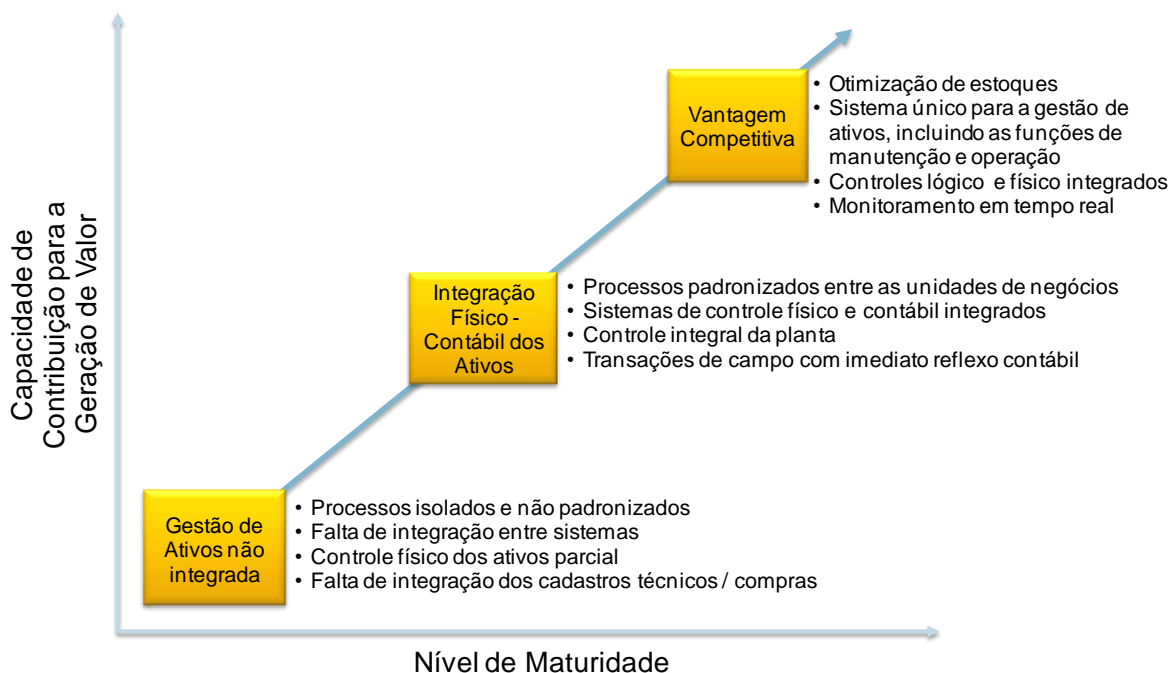 Capacidade de
Contribuição para a
Geração de Valor
Vantagem
Competitiva
• Otimização de estoques
• Sistema único para a gestão de
ativos, incluindo as funções de
manutenção e operação
• Controles lógico e físico integrados
• Monitoramento em tempo real
Integração
Físico -
Contábil dos
Ativos
• Processos padronizados entre as unidades de negócios
• Sistemas de controle físico e contábil integrados
• Controle integral da planta
• Transações de campo com imediato reflexo contábil
Gestão de
Ativos não
integrada
• Processos isolados e não padronizados
• Falta de integração entre sistemas
• Controle físico dos ativos parcial
• Falta de integração dos cadastros técnicos / compras
Nível de Maturidade